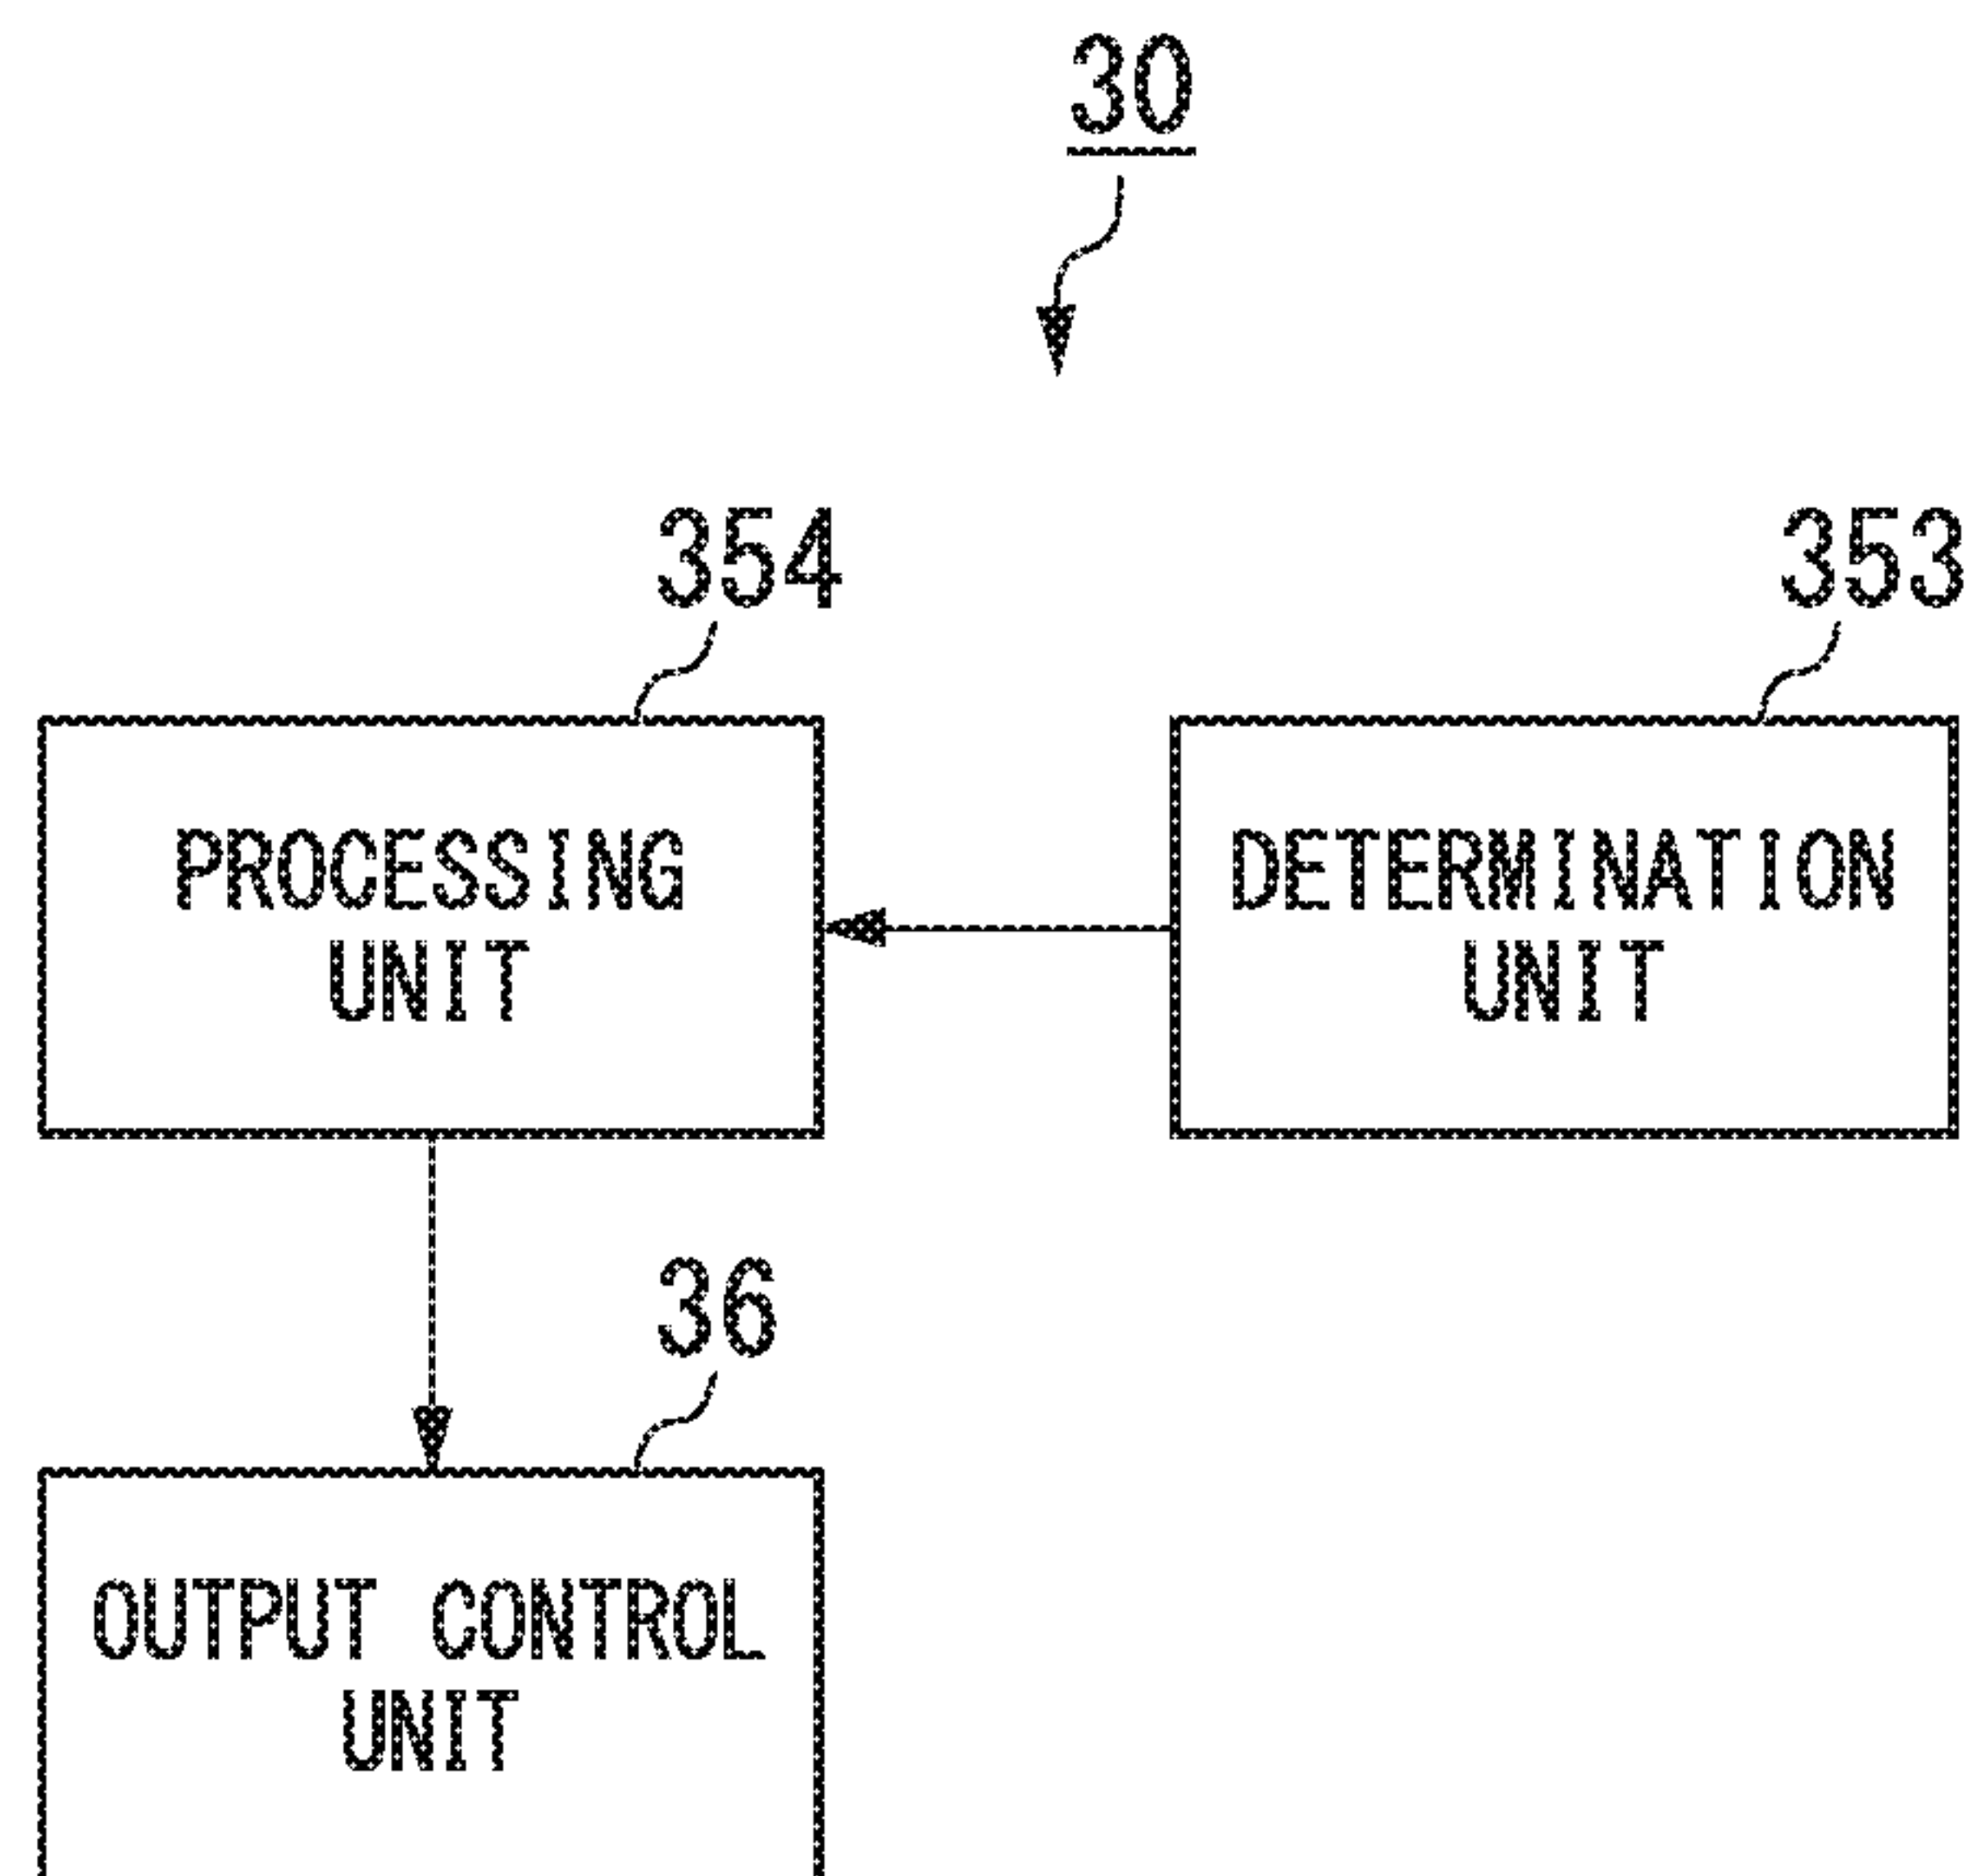 30
354
353
PROCESSING
UNIT
DETERMINATION
UNIT
36
OUTPUT CONTROL
UNIT